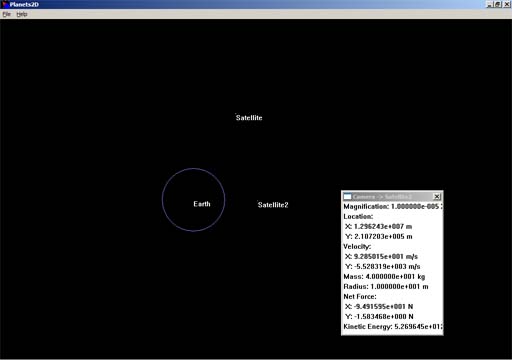 Planets2D
File Help
Satellite
Earth
Satellite2
Camera -> Satellite2
Magnification: 1.000000e-005
Location:
X: 1.296243e+007 m
Y: 2.107203e+005 m
Velocity:
X: 9.285015e+001 m/s
Y: -5.528319e+003 m/s
Mass: 4.000000e+001 kg
Radius: 1.000000e+001 m
Net Force:
X: -9.491595e+001 N
Y: -1.583468e+000 N
Kinetic Energy: 5.269645e+01